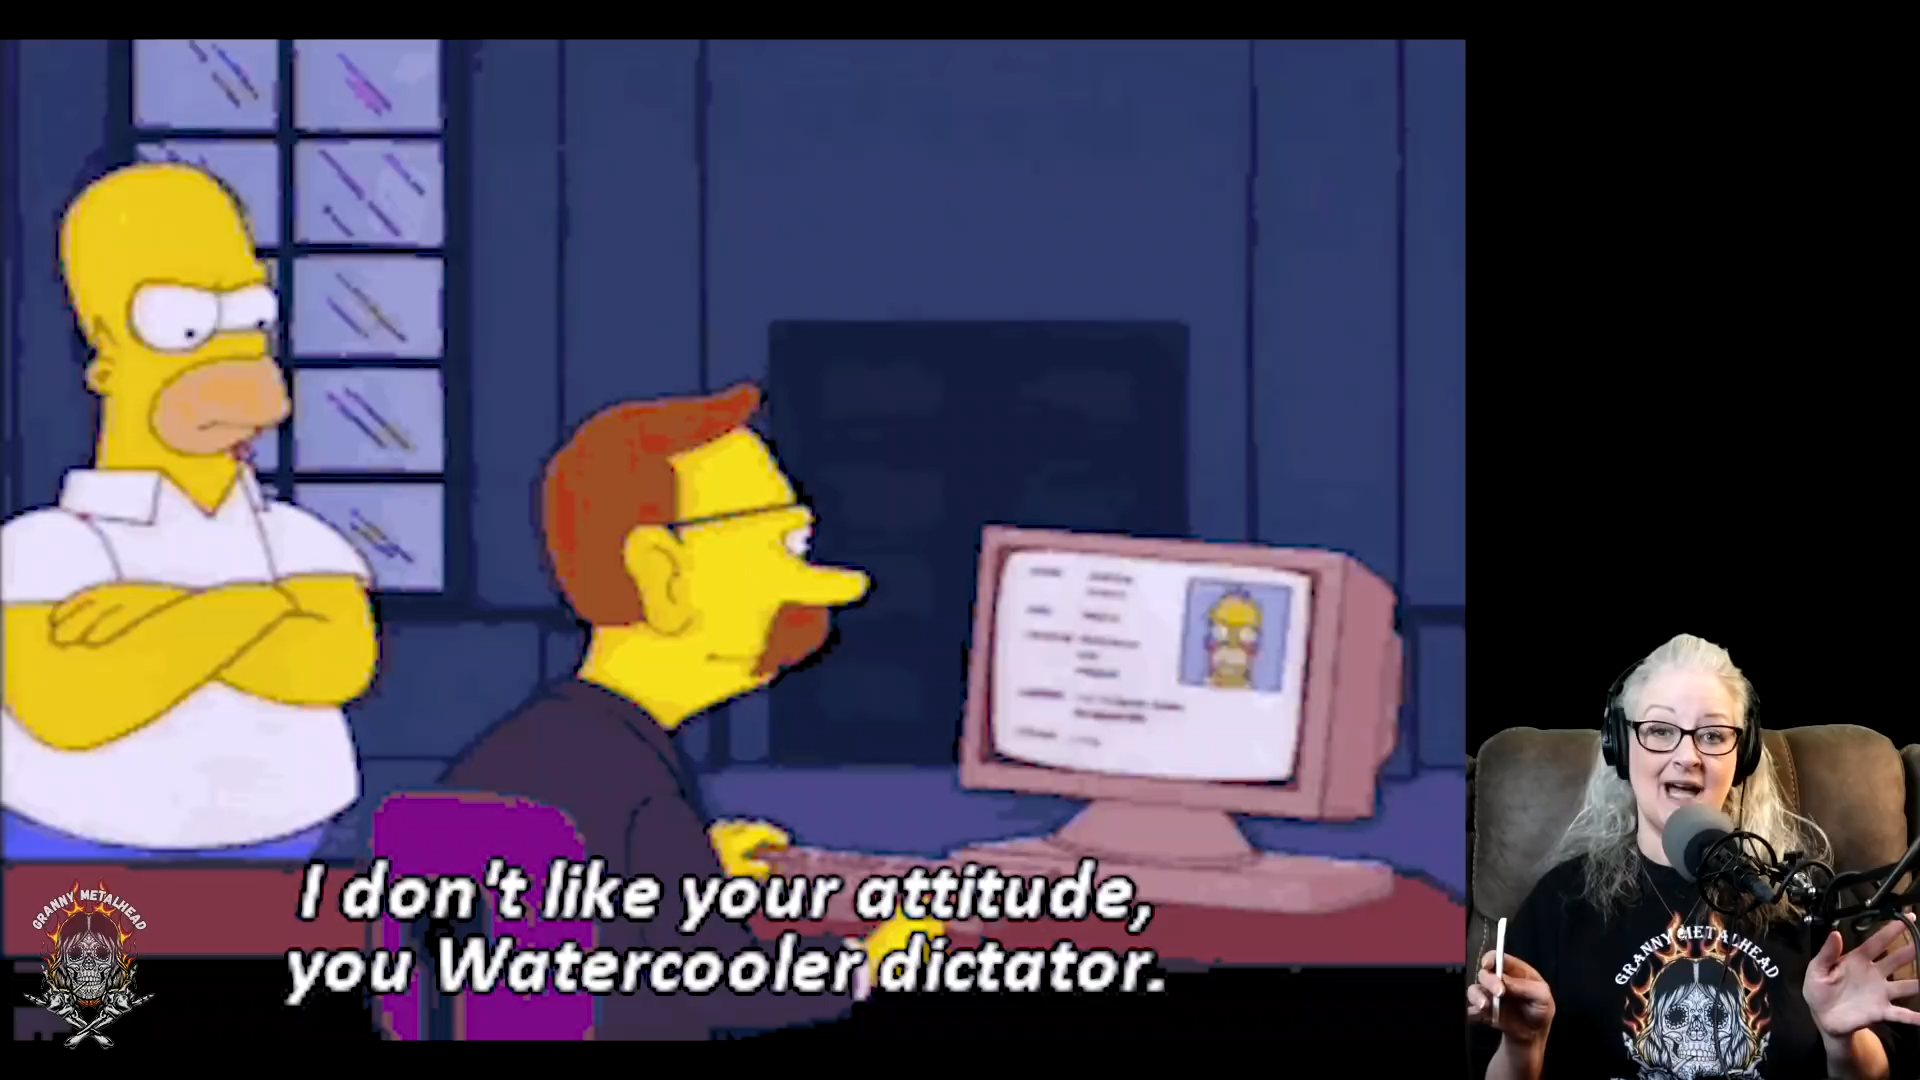 I don't like your attitude,
you Watercooler dictator.
GRANNY METALHEAD
GRANNY METALHEAD